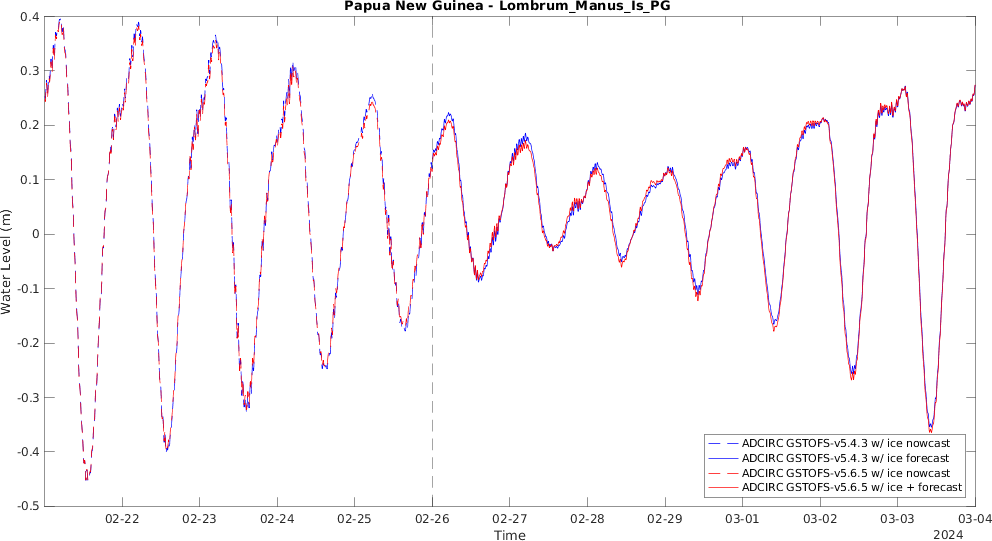 Papua New Guinea - Lombrum_Manus_Is_PG
Water Level (m)
0.4
0.3
0.2
0.1
0
-0.1
-0.2
-0.3
-0.4
-0.5
ADCIRC GSTOFS-v5.4.3 w/ ice nowcast
ADCIRC GSTOFS-v5.4.3 w/ ice forecast
ADCIRC GSTOFS-v5.6.5 w/ ice nowcast
ADCIRC GSTOFS-v5.6.5 w/ ice + forecast
02-22 02-23 02-24 02-25 02-26 02-27 02-28 02-29 03-01 03-02 03-03 03-04
Time
2024